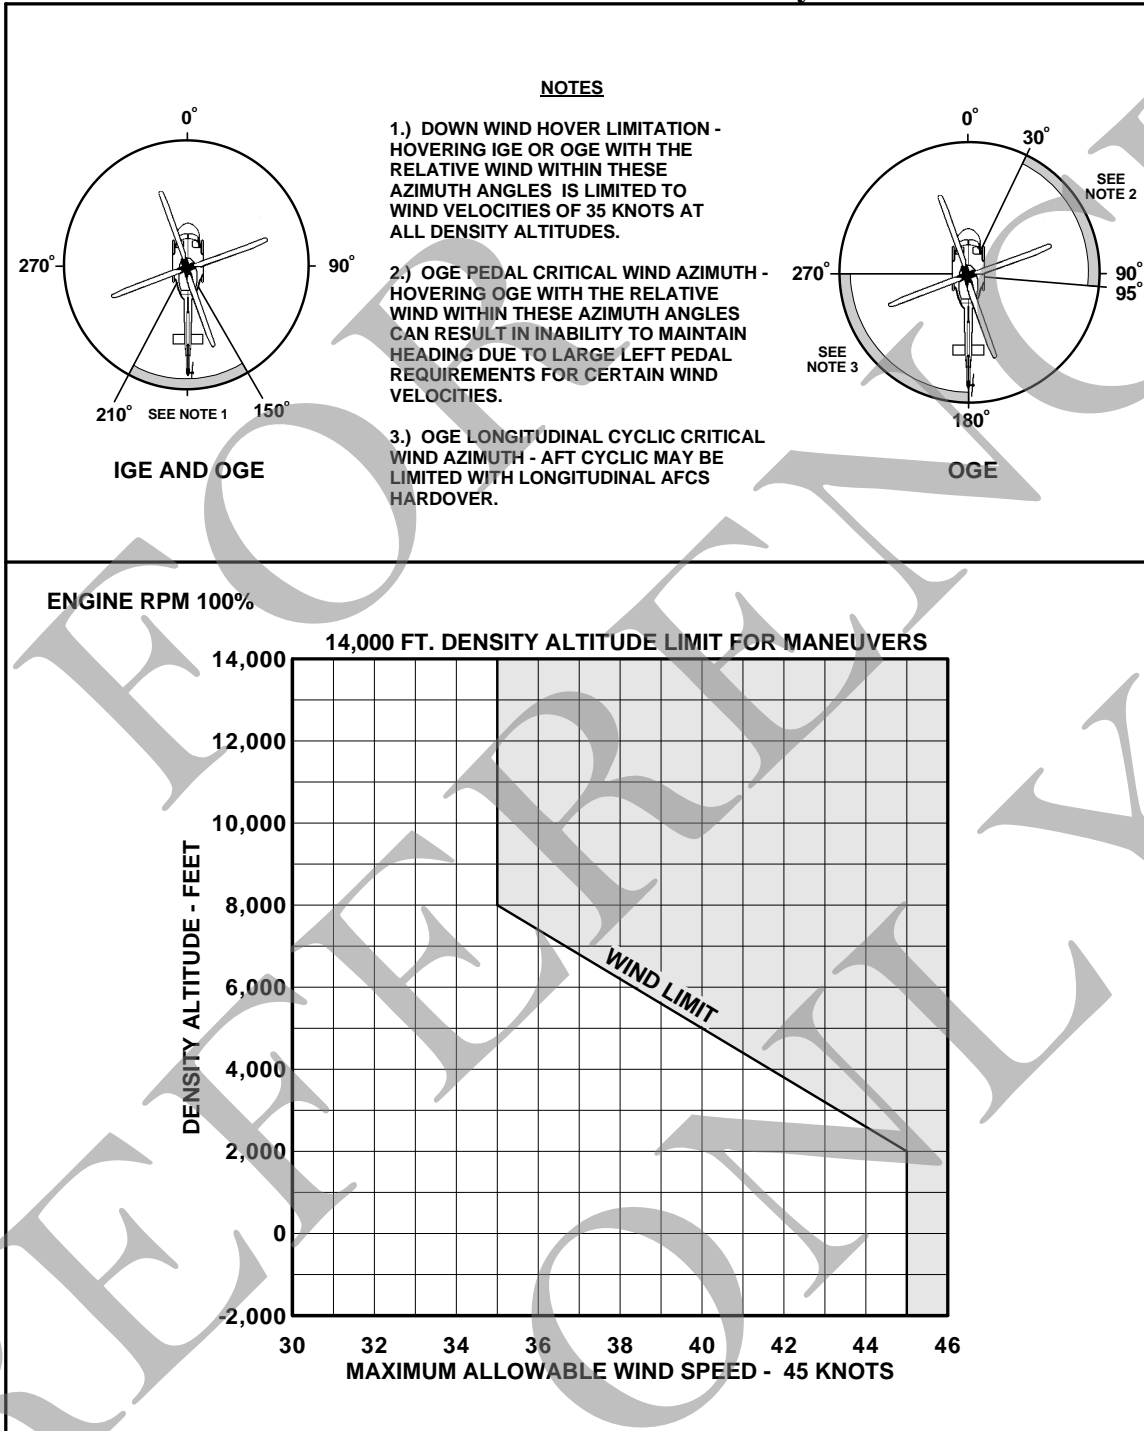 NOTES
1.) DOWN WIND HOVER LIMITATION -
HOVERING IGE OR OGE WITH THE
RELATIVE WIND WITHIN THESE
AZIMUTH ANGLES IS LIMITED TO
WIND VELOCITIES OF 35 KNOTS AT
ALL DENSITY ALTITUDES.
2.) OGE PEDAL CRITICAL WIND AZIMUTH -
HOVERING OGE WITH THE RELATIVE
WIND WITHIN THESE AZIMUTH ANGLES
CAN RESULT IN INABILITY TO MAINTAIN
HEADING DUE TO LARGE LEFT PEDAL
REQUIREMENTS FOR CERTAIN WIND
VELOCITIES.
3.) OGE LONGITUDINAL CYCLIC CRITICAL
WIND AZIMUTH - AFT CYCLIC MAY BE
LIMITED WITH LONGITUDINAL AFCS
HARDOVER.
0°
270°
90°
210°
SEE NOTE 1
150°
IGE AND OGE
0°
30°
SEE
NOTE 2
270°
90°
95°
SEE
NOTE 3
180°
OGE
ENGINE RPM 100%
14,000 FT. DENSITY ALTITUDE LIMIT FOR MANEUVERS
14,000
12,000
10,000
8,000
6,000
4,000
2,000
0
-2,000
DENSITY ALTITUDE - FEET
WIND LIMIT
30 32 34 36 38 40 42 44 46
MAXIMUM ALLOWABLE WIND SPEED - 45 KNOTS
FOR
REFERENCE
ONLY